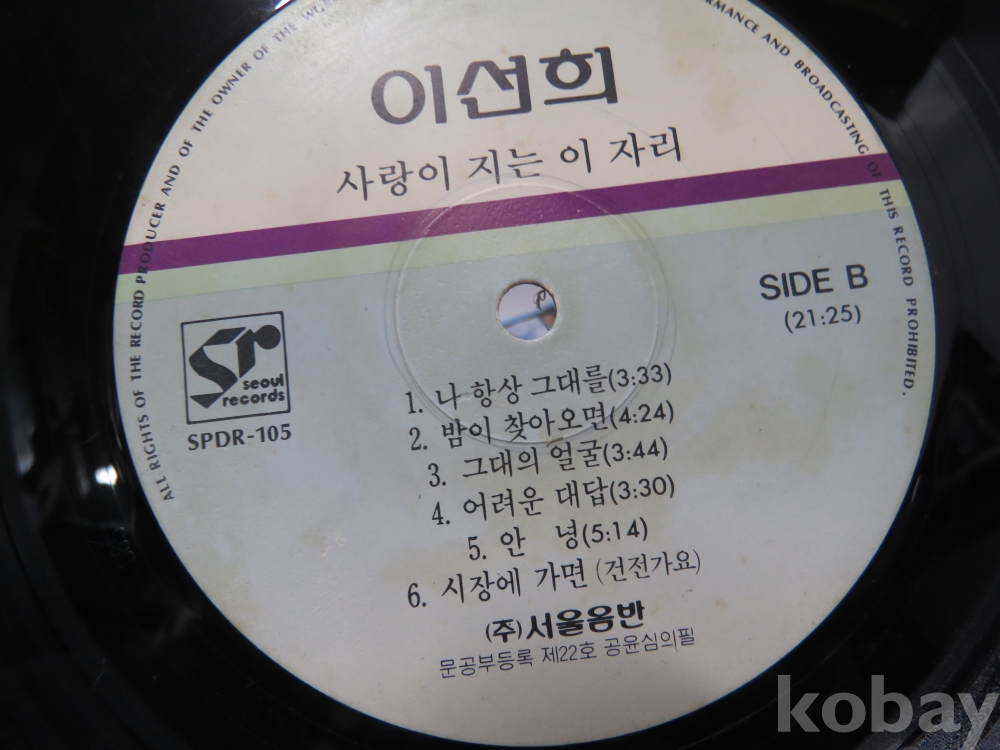 이선희
사랑이 지는 이 자리
SIDE B
(21:25)
sr
seoul
records
SPDR-105
1. 나 항상 그대를(3:33)
2. 밤이 찾아오면(4:24)
3. 그대의 얼굴(3:44)
4. 어려운 대답(3:30)
5. 안 녕(5:14)
6. 시장에 가면 (건전가요)
(주)서울음반
문공부등록 제22호 공윤심의필
ALL RIGHTS OF THE RECORD PRODUCER AND OF THE OWNER OF THE
AND BROADCASTING OF THIS RECORD PROHIBITED.
kobay